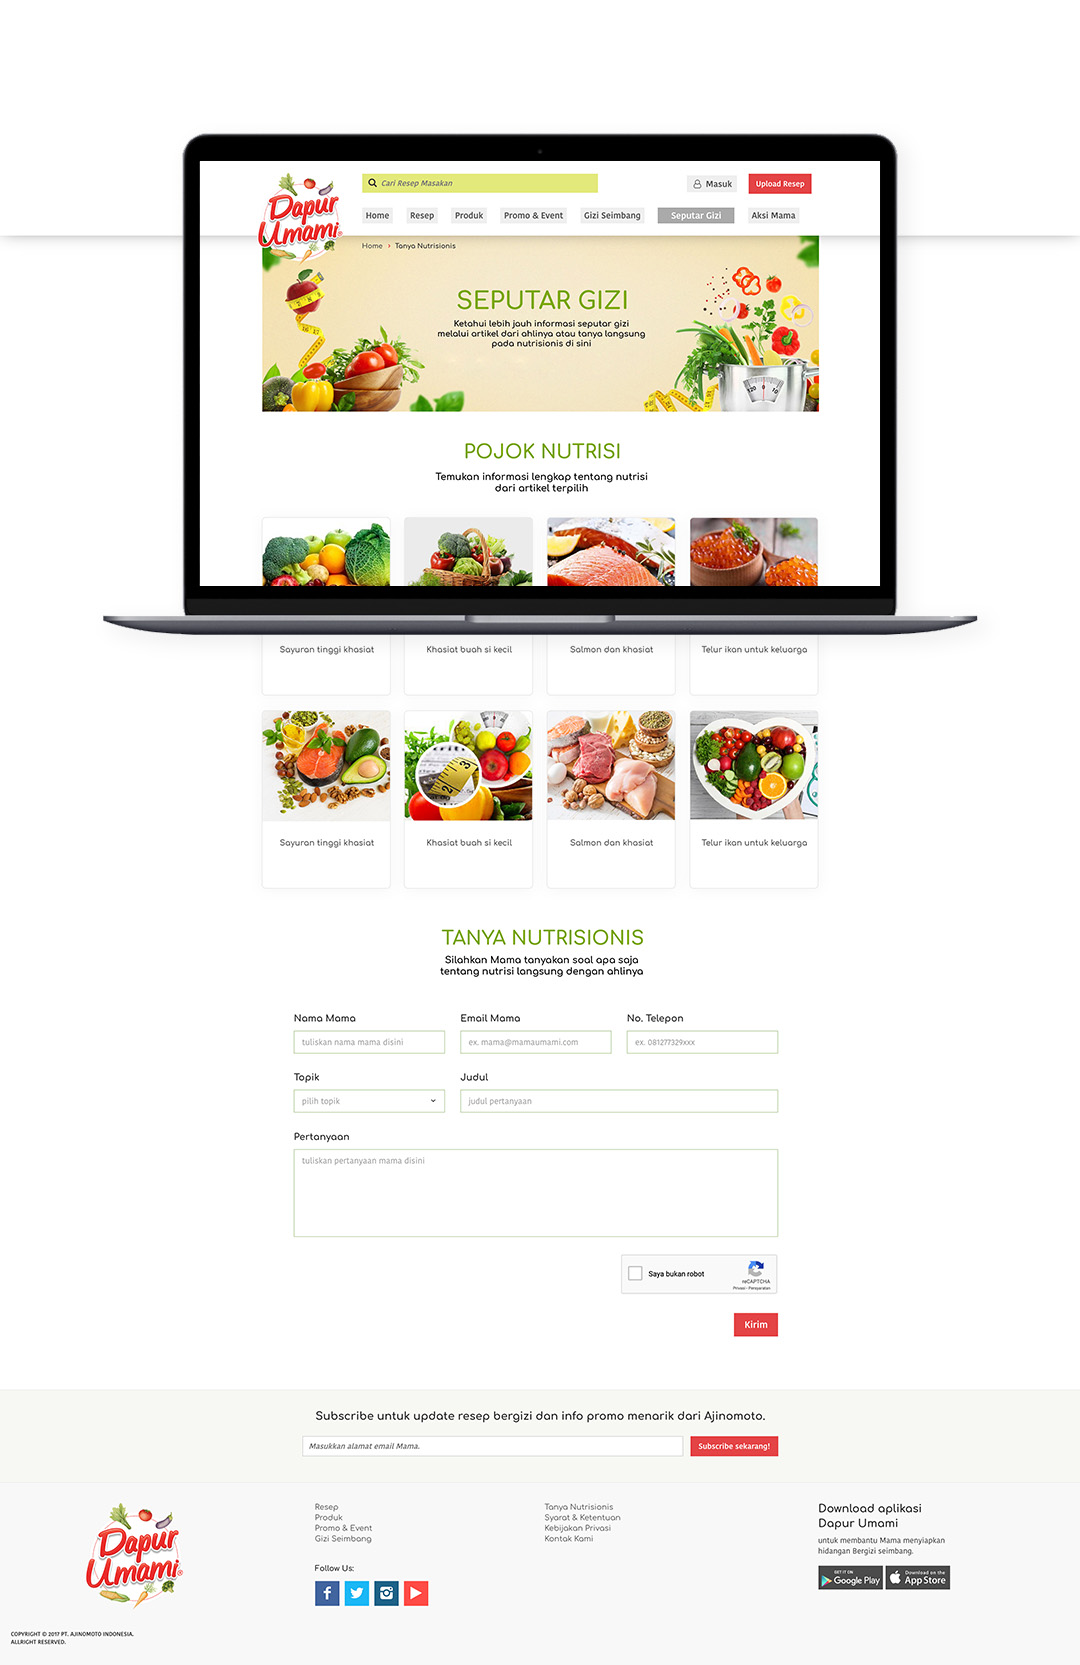 Dapur
Umami
Cari Resep Masakan
Masuk
Upload Resep
Home
Resep
Produk
Promo & Event
Gizi Seimbang
Seputar Gizi
Aksi Mama
Home > Tanya Nutrisionis
SEPUTAR GIZI
Ketahui lebih jauh informasi seputar gizi
melalui artikel dari ahlinya atau tanya langsung
pada nutrisionis di sini
POJOK NUTRISI
Temukan informasi lengkap tentang nutrisi
dari artikel terpilih
Sayuran tinggi khasiat
Khasiat buah si kecil
Salmon dan khasiat
Telur ikan untuk keluarga
Sayuran tinggi khasiat
Khasiat buah si kecil
Salmon dan khasiat
Telur ikan untuk keluarga
TANYA NUTRISIONIS
Silahkan Mama tanyakan soal apa saja
tentang nutrisi langsung dengan ahlinya
Nama Mama
Email Mama
No. Telepon
tuliskan nama mama disini
ex. mama@mamaumami.com
ex. 081277329xxx
Topik
Judul
pilih topik
judul pertanyaan
Pertanyaan
tuliskan pertanyaan mama disini
Saya bukan robot
reCAPTCHA
Privasi - Persyaratan
Kirim
Subscribe untuk update resep bergizi dan info promo menarik dari Ajinomoto.
Masukkan alamat email Mama.
Subscribe sekarang!
Dapur
Umami
Resep
Produk
Promo & Event
Gizi Seimbang
Tanya Nutrisionis
Syarat & Ketentuan
Kebijakan Privasi
Kontak Kami
Follow Us:
Download aplikasi
Dapur Umami
untuk membantu Mama menyiapkan
hidangan Bergizi seimbang.
GET IT ON
Google Play
Download on the
App Store
COPYRIGHT © 2017 PT. AJINOMOTO INDONESIA.
ALLRIGHT RESERVED.